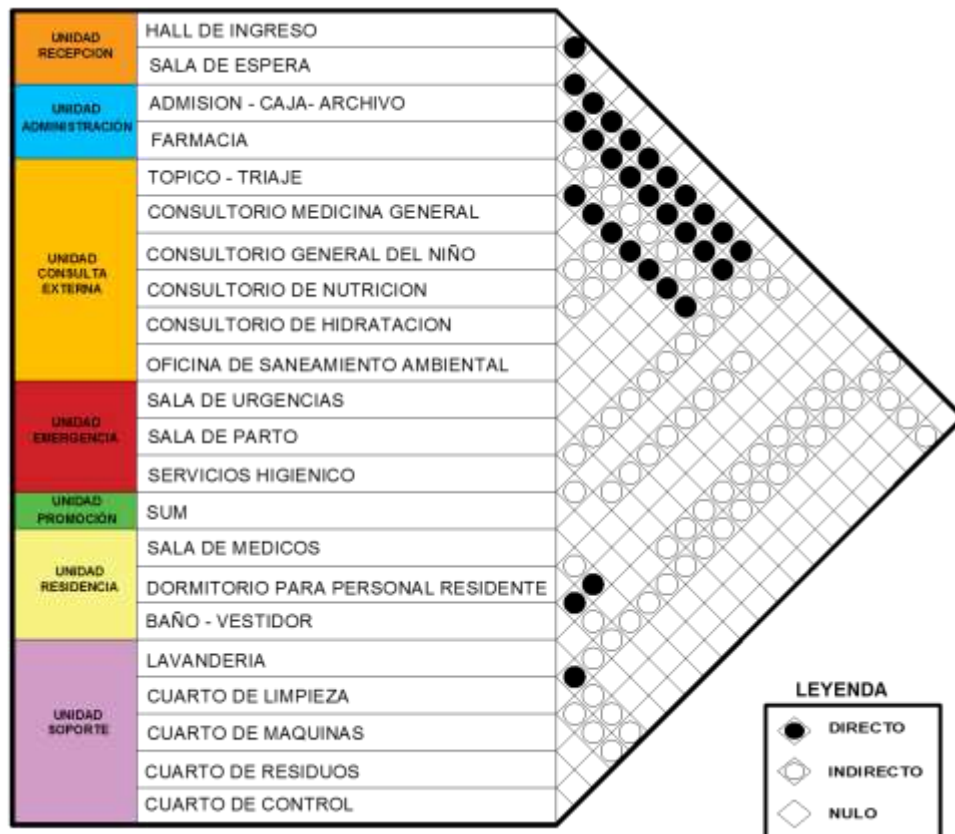 UNIDAD
RECEPCION
HALL DE INGRESO
SALA DE ESPERA
UNIDAD
ADMINISTRACIÓN
ADMISION - CAJA- ARCHIVO
FARMACIA
UNIDAD
CONSULTA
EXTERNA
TOPICO - TRIAJE
CONSULTORIO MEDICINA GENERAL
CONSULTORIO GENERAL DEL NIÑO
CONSULTORIO DE NUTRICION
CONSULTORIO DE HIDRATACION
OFICINA DE SANEAMIENTO AMBIENTAL
UNIDAD
EMERGENCIA
SALA DE URGENCIAS
SALA DE PARTO
SERVICIOS HIGIENICO
UNIDAD
PROMOCIÓN
SUM
UNIDAD
RESIDENCIA
SALA DE MEDICOS
DORMITORIO PARA PERSONAL RESIDENTE
BAÑO - VESTIDOR
UNIDAD
SOPORTE
LAVANDERIA
CUARTO DE LIMPIEZA
CUARTO DE MAQUINAS
CUARTO DE RESIDUOS
CUARTO DE CONTROL
LEYENDA
DIRECTO
INDIRECTO
NULO